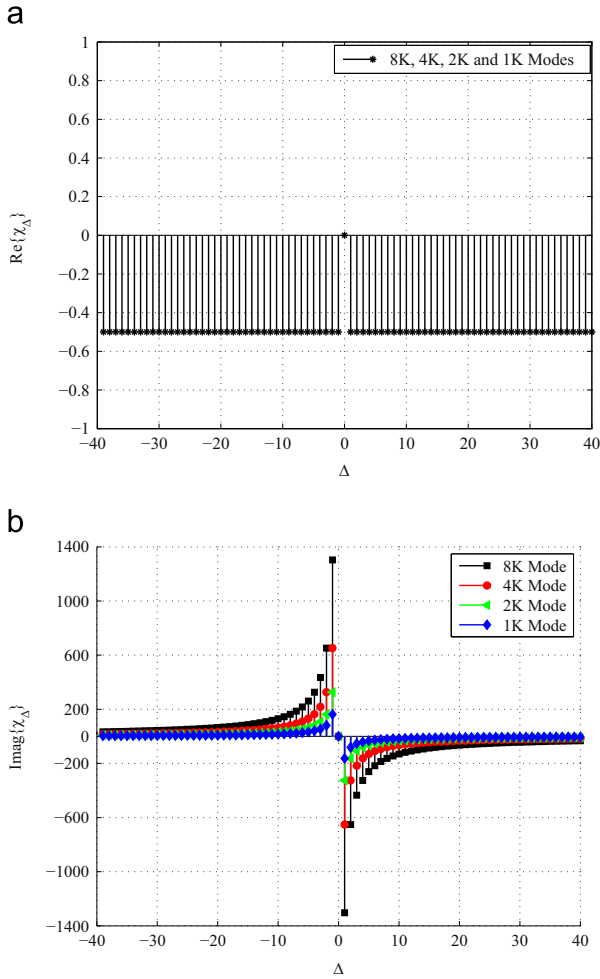 a
1
0.8
0.6
0.4
0.2
0
−0.2
−0.4
−0.6
−0.8
−1
Re{χΔ}
8K, 4K, 2K and 1K Modes
−40 −30 −20 −10 0 10 20 30 40
Δ
b
1400
1000
600
200
−200
−600
−1000
−1400
Imag{χΔ}
8K Mode
4K Mode
2K Mode
1K Mode
−40 −30 −20 −10 0 10 20 30 40
Δ